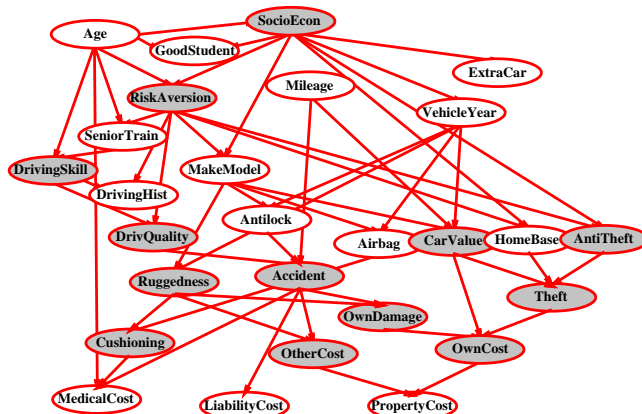 SocioEcon
Age
GoodStudent
ExtraCar
Mileage
RiskAversion
VehicleYear
SeniorTrain
DrivingSkill
MakeModel
DrivingHist
Antilock
DrivQuality
Airbag
CarValue
HomeBase
AntiTheft
Ruggedness
Accident
Theft
OwnDamage
Cushioning
OtherCost
OwnCost
MedicalCost
LiabilityCost
PropertyCost